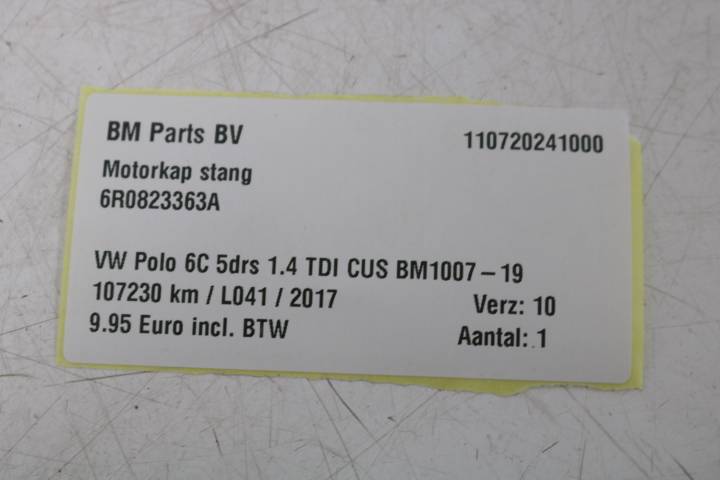 BM Parts BV 110720241000
Motorkap stang
6R0823363A
VW Polo 6C 5drs 1.4 TDI CUS BM1007-19
107230 km / L041 / 2017 Verz: 10
9.95 Euro incl. BTW Aantal: 1